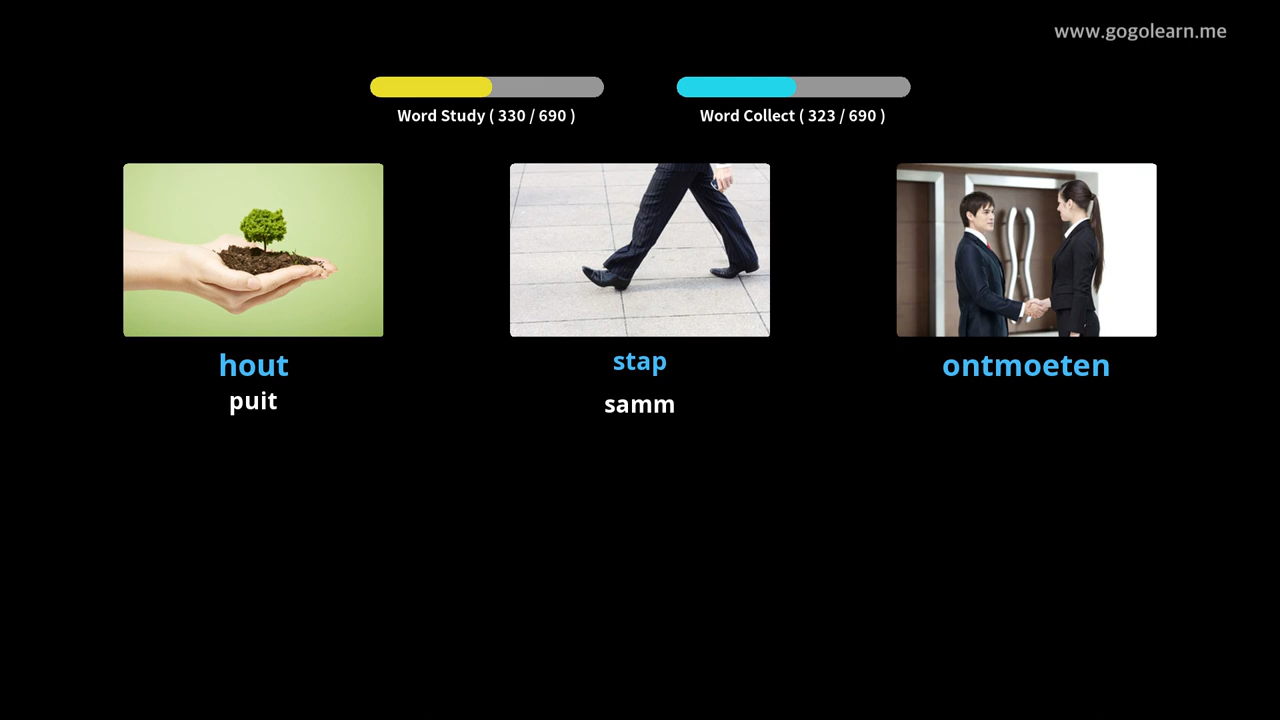 www.gogolearn.me
Word Study ( 330 / 690 )
Word Collect ( 323 / 690 )
hout
puit
stap
samm
ontmoeten